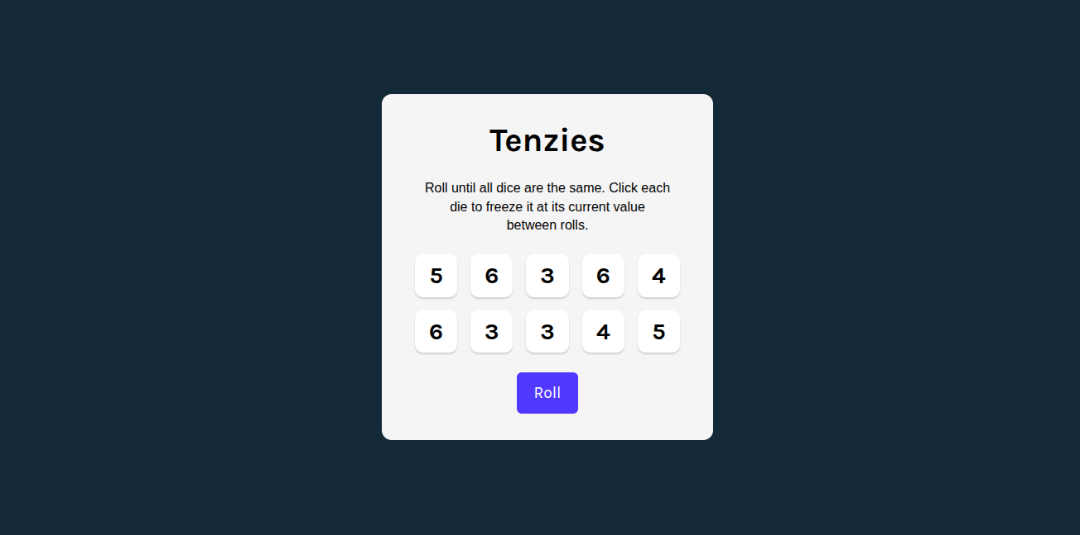 Tenzies
Roll until all dice are the same. Click each
die to freeze it at its current value
between rolls.
5 6 3 6 4
6 3 3 4 5
Roll